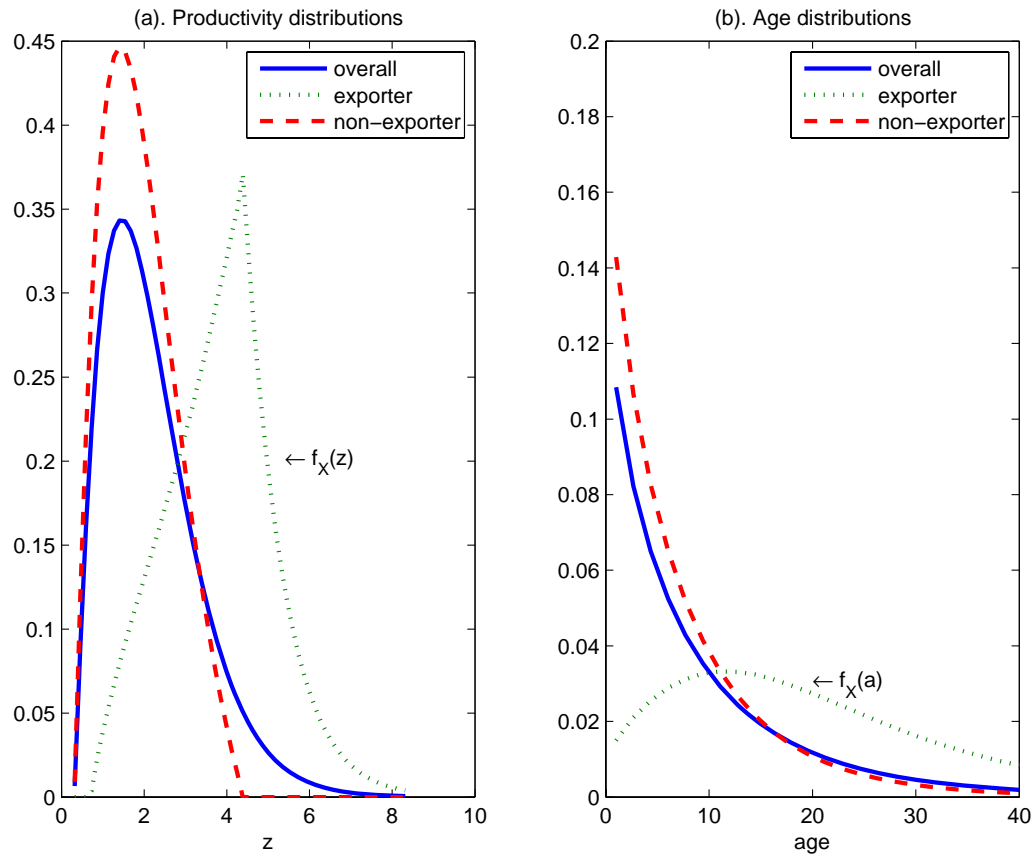 (a). Productivity distributions
0.45
0.4
0.35
0.3
0.25
0.2
0.15
0.1
0.05
0
0
2
4
6
8
10
z
overall
exporter
non−exporter
← f_X(z)
(b). Age distributions
0.2
0.18
0.16
0.14
0.12
0.1
0.08
0.06
0.04
0.02
0
0
10
20
30
40
age
overall
exporter
non−exporter
← f_X(a)